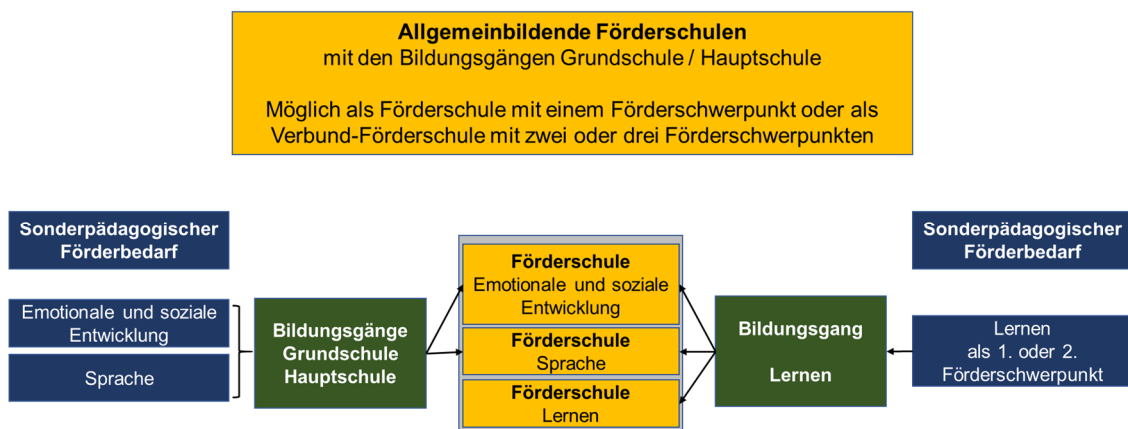 Allgemeinbildende Förderschulen
mit den Bildungsgängen Grundschule / Hauptschule
Möglich als Förderschule mit einem Förderschwerpunkt oder als
Verbund-Förderschule mit zwei oder drei Förderschwerpunkten
Sonderpädagogischer
Förderbedarf
Emotionale und soziale
Entwicklung
Sprache
Bildungsgänge
Grundschule
Hauptschule
Förderschule
Emotionale und soziale
Entwicklung
Förderschule
Sprache
Förderschule
Lernen
Bildungsgang
Lernen
Sonderpädagogischer
Förderbedarf
Lernen
als 1. oder 2.
Förderschwerpunkt